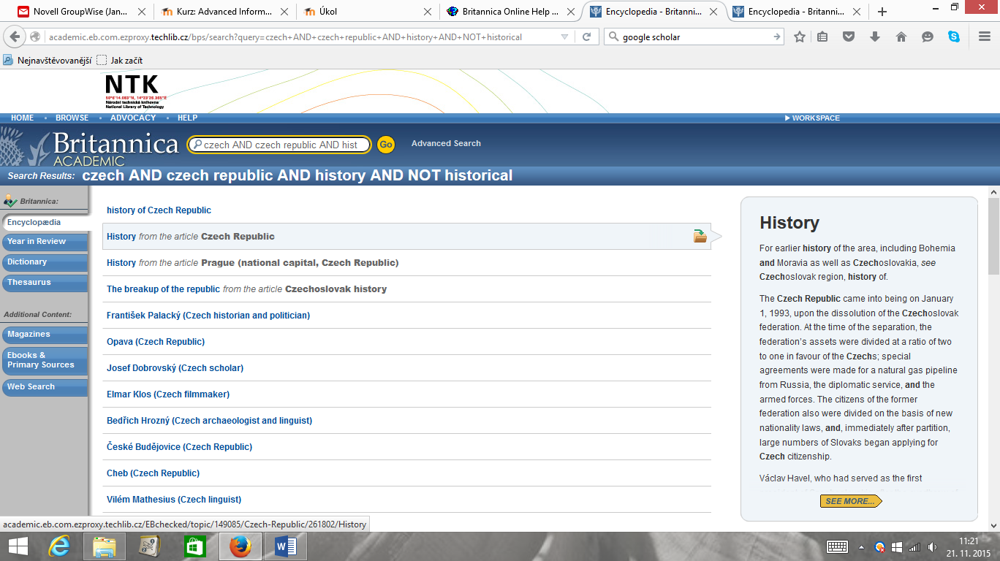 Novell GroupWise (Jan...
Kurz: Advanced Inform...
Úkol
Britannica Online Help ...
Encyclopedia - Britanni...
Encyclopedia - Britanni...
academic.eb.com.ezproxy.techlib.cz/bps/search?query=czech+AND+czech+republic+AND+history+AND+NOT+historical
google scholar
Nejnavštěvovanější
Jak začít
NTK
50°6'14.083"N, 14°23'26.365"E
Národní technická knihovna
National Library of Technology
HOME • BROWSE • ADVOCACY • HELP
WORKSPACE
Britannica
ACADEMIC
czech AND czech republic AND hist
Go
Advanced Search
Search Results: czech AND czech republic AND history AND NOT historical
Britannica:
Encyclopædia
Year in Review
Dictionary
Thesaurus
Additional Content:
Magazines
Ebooks &
Primary Sources
Web Search
history of Czech Republic
History from the article Czech Republic
History from the article Prague (national capital, Czech Republic)
The breakup of the republic from the article Czechoslovak history
František Palacký (Czech historian and politician)
Opava (Czech Republic)
Josef Dobrovský (Czech scholar)
Elmar Klos (Czech filmmaker)
Bedřich Hrozný (Czech archaeologist and linguist)
České Budějovice (Czech Republic)
Cheb (Czech Republic)
Vilém Mathesius (Czech linguist)
History
For earlier history of the area, including Bohemia
and Moravia as well as Czechoslovakia, see
Czechoslovak region, history of.
The Czech Republic came into being on January
1, 1993, upon the dissolution of the Czechoslovak
federation. At the time of the separation, the
federation's assets were divided at a ratio of two
to one in favour of the Czechs; special
agreements were made for a natural gas pipeline
from Russia, the diplomatic service, and the
armed forces. The citizens of the former
federation also were divided on the basis of new
nationality laws, and, immediately after partition,
large numbers of Slovaks began applying for
Czech citizenship.
Václav Havel, who had served as the first
SEE MORE...
academic.eb.com.ezproxy.techlib.cz/EBchecked/topic/149085/Czech-Republic/261802/History
11:21
21. 11. 2015